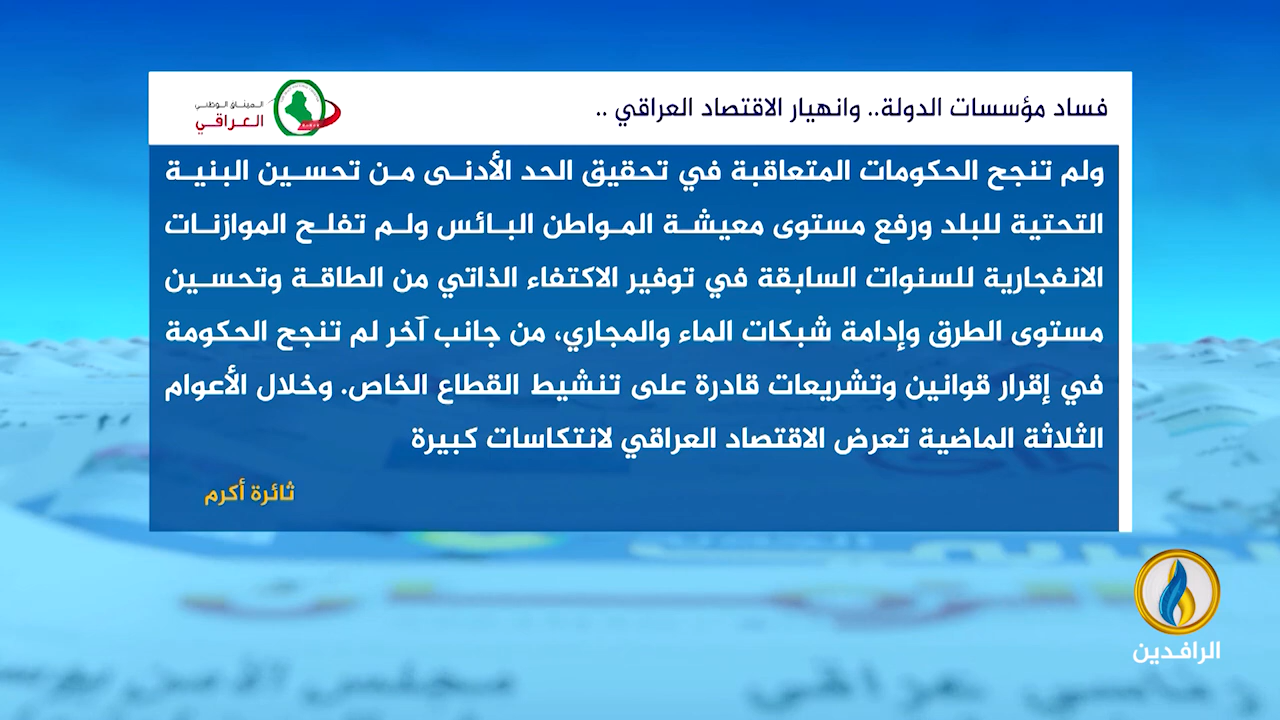 فساد مؤسسات الدولة.. وانهيار الاقتصاد العراقي ..
الميثاق الوطني
العراقي
ولم تنجح الحكومات المتعاقبة في تحقيق الحد الأدنى من تحسين البنية
التحتية للبلد ورفع مستوى معيشة المواطن البائس ولم تفلح الموازنات
الانفجارية للسنوات السابقة في توفير الاكتفاء الذاتي من الطاقة وتحسين
مستوى الطرق وإدامة شبكات الماء والمجاري، من جانب آخر لم تنجح الحكومة
في إقرار قوانين وتشريعات قادرة على تنشيط القطاع الخاص. وخلال الأعوام
الثلاثة الماضية تعرض الاقتصاد العراقي لانتكاسات كبيرة
ثائرة أكرم
الرافدين
مجلس الأمن